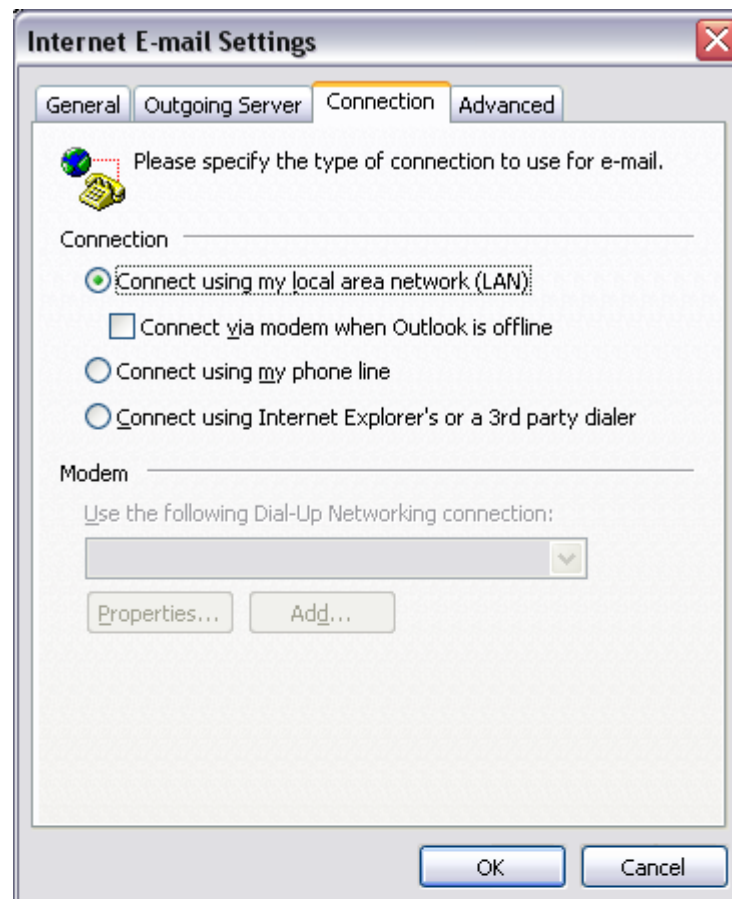 Internet E-mail Settings
General Outgoing Server Connection Advanced
Please specify the type of connection to use for e-mail.
Connection
Connect using my local area network (LAN)
Connect via modem when Outlook is offline
Connect using my phone line
Connect using Internet Explorer's or a 3rd party dialer
Modem
Use the following Dial-Up Networking connection:
Properties... Add...
OK Cancel